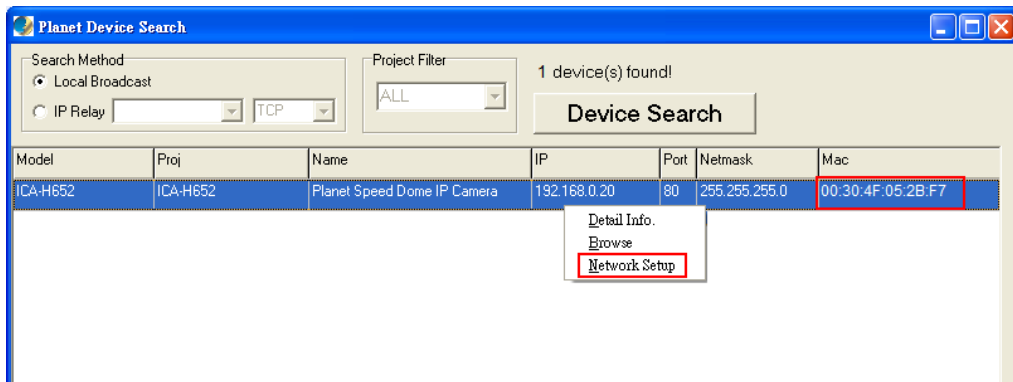 Planet Device Search
Search Method
Local Broadcast
IP Relay TCP
Project Filter
ALL
1 device(s) found!
Device Search
Model Proj Name IP Port Netmask Mac
ICA-H652 ICA-H652 Planet Speed Dome IP Camera 192.168.0.20 80 255.255.255.0 00:30:4F:05:2B:F7
Detail Info.
Browse
Network Setup